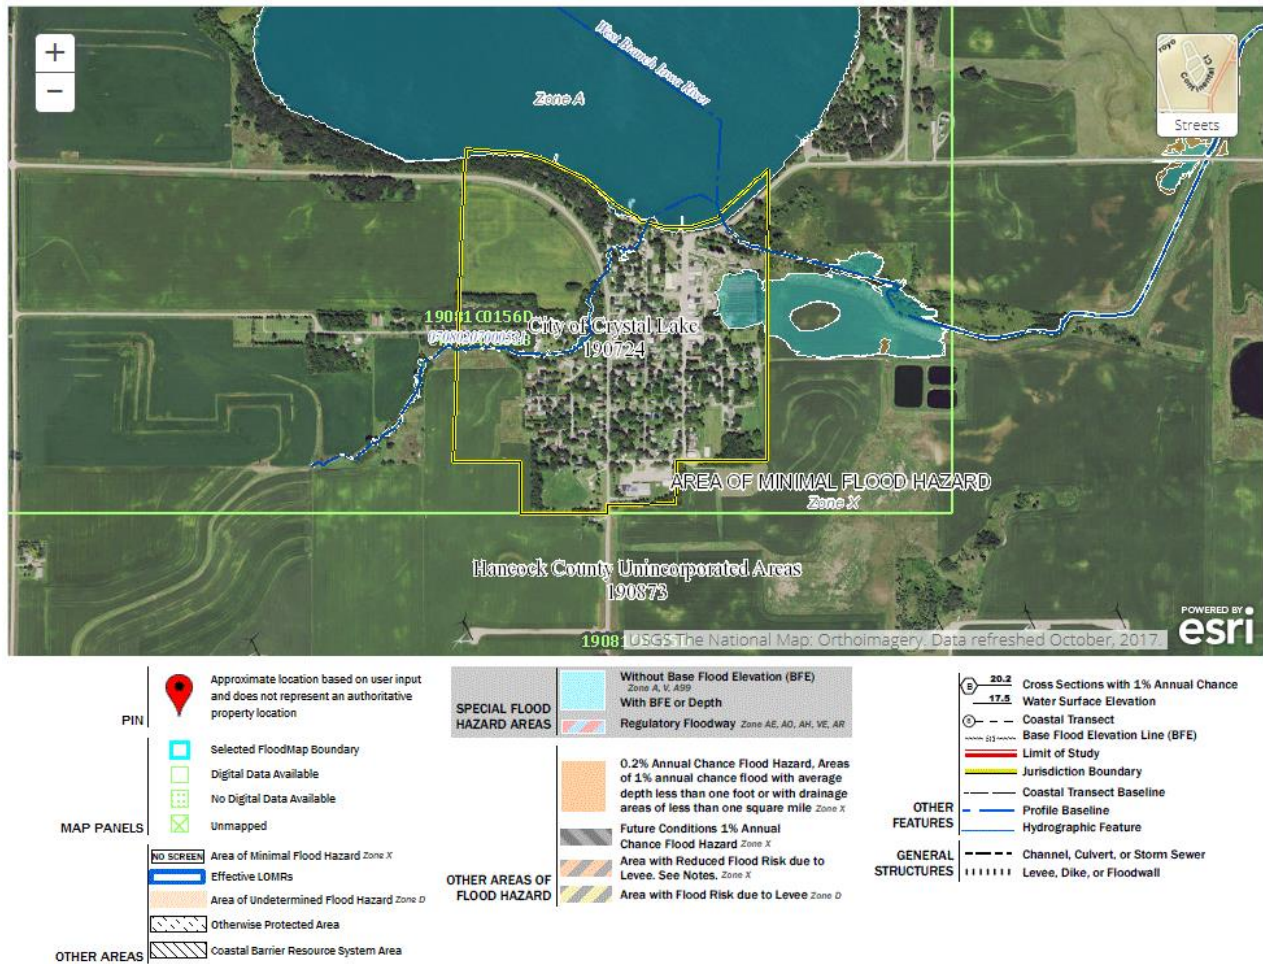 +
−
West Branch Iowa River
Zone A
royo
Continental Ct
Streets
19081C0156D
City of Crystal Lake
190724
AREA OF MINIMAL FLOOD HAZARD
Zone X
Hancock County Unincorporated Areas
190873
USGS The National Map: Orthoimagery. Data refreshed October, 2017.
POWERED BY
esri
PIN
Approximate location based on user input
and does not represent an authoritative
property location
MAP PANELS
Selected FloodMap Boundary
Digital Data Available
No Digital Data Available
Unmapped
OTHER AREAS
NO SCREEN Area of Minimal Flood Hazard Zone X
Effective LOMRs
Area of Undetermined Flood Hazard Zone D
Otherwise Protected Area
Coastal Barrier Resource System Area
SPECIAL FLOOD
HAZARD AREAS
Without Base Flood Elevation (BFE)
Zone A, V, A99
With BFE or Depth
Regulatory Floodway Zone AE, AO, AH, VE, AR
OTHER AREAS OF
FLOOD HAZARD
0.2% Annual Chance Flood Hazard, Areas
of 1% annual chance flood with average
depth less than one foot or with drainage
areas of less than one square mile Zone X
Future Conditions 1% Annual
Chance Flood Hazard Zone X
Area with Reduced Flood Risk due to
Levee. See Notes. Zone X
Area with Flood Risk due to Levee Zone D
OTHER
FEATURES
B 20.2 Cross Sections with 1% Annual Chance
17.5 Water Surface Elevation
8 Coastal Transect
513 Base Flood Elevation Line (BFE)
Limit of Study
Jurisdiction Boundary
Coastal Transect Baseline
Profile Baseline
Hydrographic Feature
GENERAL
STRUCTURES
Channel, Culvert, or Storm Sewer
Levee, Dike, or Floodwall